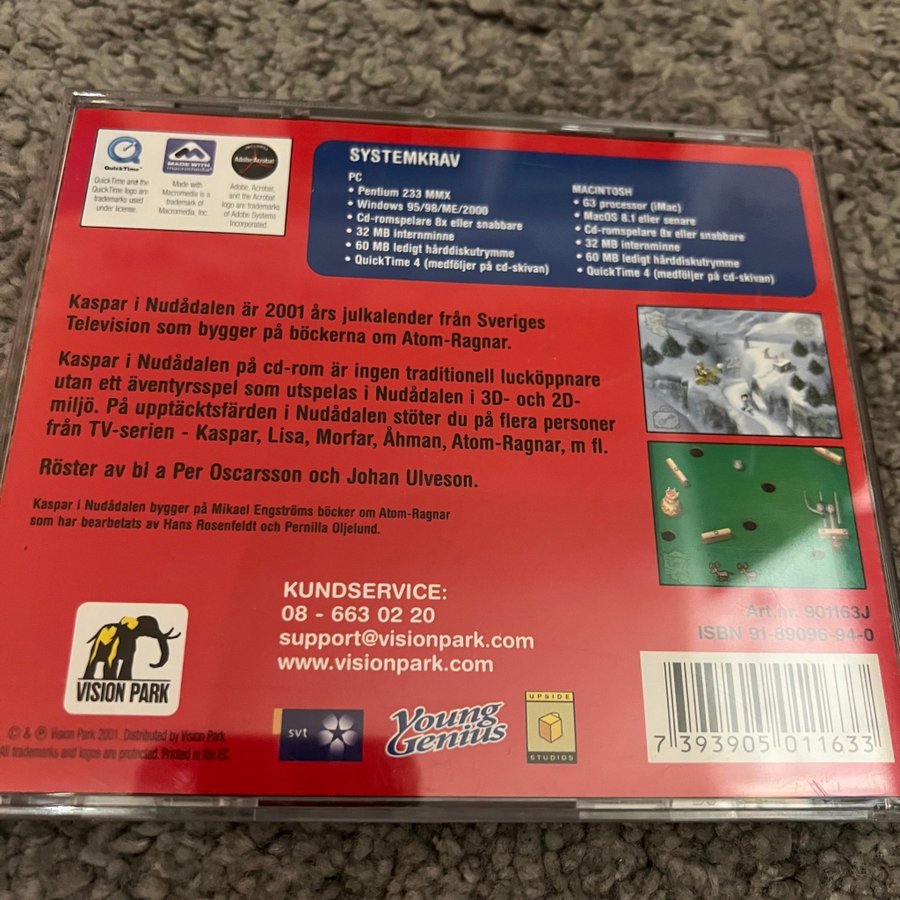 QuickTime™
QuickTime and the
QuickTime logo are
trademarks used
under license.
MADE WITH
macromedia
Made with
Macromedia is a
trademark of
Macromedia, Inc.
INCLUDES
Adobe Acrobat
Adobe, Acrobat,
and the Acrobat
logo are trademarks
of Adobe Systems
Incorporated.
SYSTEMKRAV
PC
• Pentium 233 MMX
• Windows 95/98/ME/2000
• Cd-romspelare 8x eller snabbare
• 32 MB internminne
• 60 MB ledigt hårddiskutrymme
• QuickTime 4 (medföljer på cd-skivan)
MACINTOSH
• G3 processor (iMac)
• MacOS 8.1 eller senare
• Cd-romspelare 8x eller snabbare
• 32 MB internminne
• 60 MB ledigt hårddiskutrymme
• QuickTime 4 (medföljer på cd-skivan)
Kaspar i Nudådalen är 2001 års julkalender från Sveriges
Television som bygger på böckerna om Atom-Ragnar.
Kaspar i Nudådalen på cd-rom är ingen traditionell lucköppnare
utan ett äventyrsspel som utspelas i Nudådalen i 3D- och 2D-
miljö. På upptäcktsfärden i Nudådalen stöter du på flera personer
från TV-serien - Kaspar, Lisa, Morfar, Åhman, Atom-Ragnar, m fl.
Röster av bl a Per Oscarsson och Johan Ulveson.
Kaspar i Nudådalen bygger på Mikael Engströms böcker om Atom-Ragnar
som har bearbetats av Hans Rosenfeldt och Pernilla Oljelund.
KUNDSERVICE:
08 - 663 02 20
support@visionpark.com
www.visionpark.com
VISION PARK
© & ℗ Vision Park 2001. Distributed by Vision Park.
All trademarks and logos are protected. Printed in the EC.
svt
Young
Genius
UPSIDE
STUDIOS
Art.nr. 901163J
ISBN 91-89096-94-0
7 393905 011633